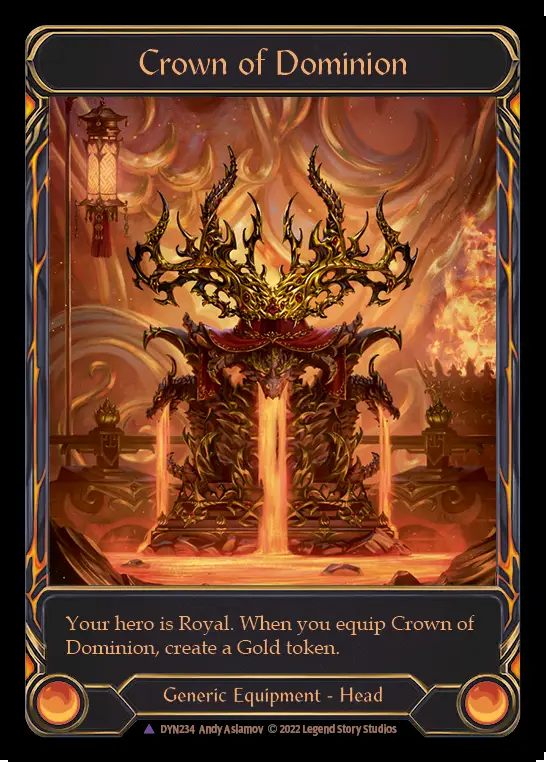 Crown of Dominion
Your hero is Royal. When you equip Crown of
Dominion, create a Gold token.
Generic Equipment - Head
DYN234 Andy Aslamov © 2022 Legend Story Studios